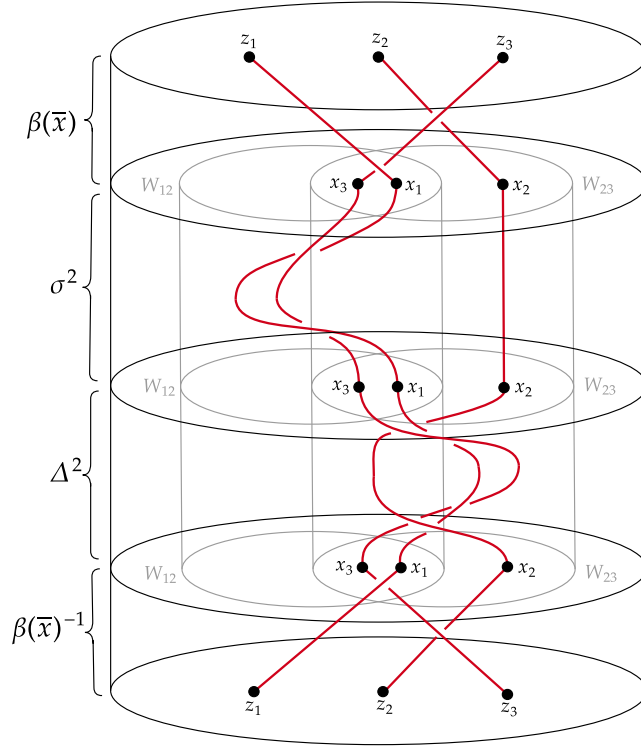 z₁ z₂ z₃
β(x̅)
W₁₂ x₃ x₁ x₂ W₂₃
σ²
W₁₂ x₃ x₁ x₂ W₂₃
Δ²
W₁₂ x₃ x₁ x₂ W₂₃
β(x̅)⁻¹
z₁ z₂ z₃